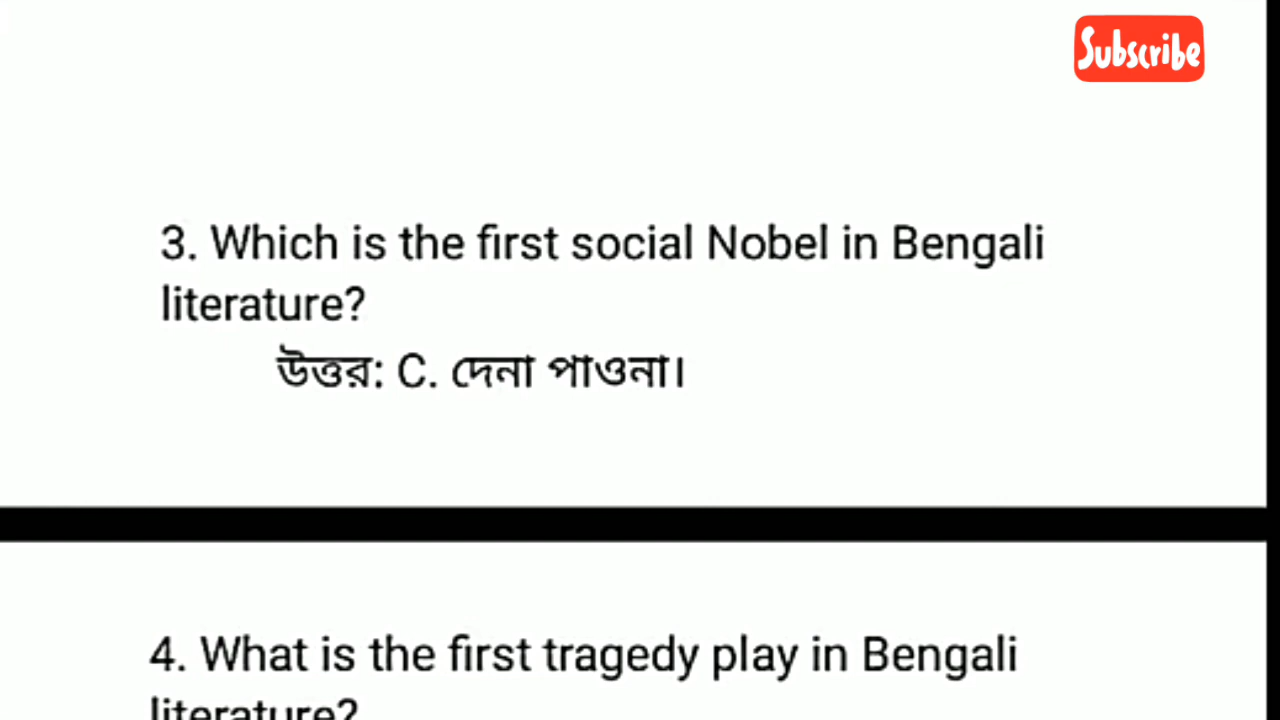 Subscribe
3. Which is the first social Nobel in Bengali
literature?
উত্তর: C. দেনা পাওনা।
4. What is the first tragedy play in Bengali
literature?